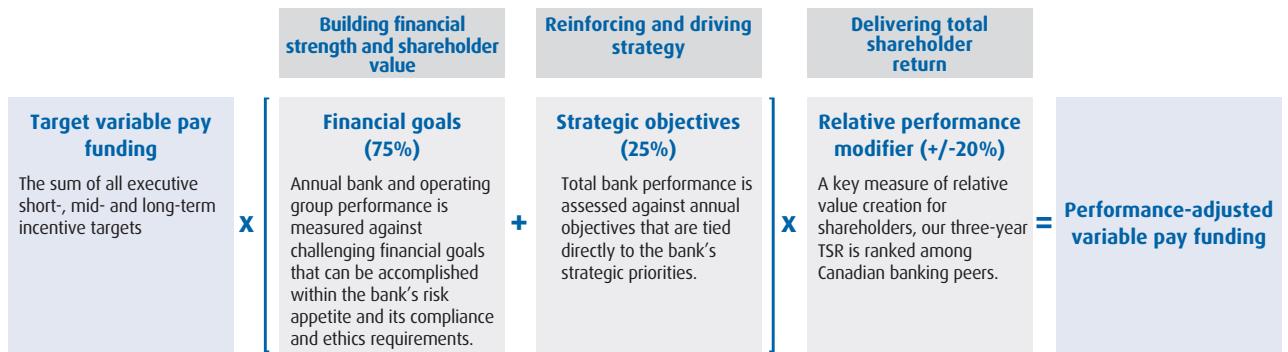 Building financial
strength and shareholder
value
Reinforcing and driving
strategy
Delivering total
shareholder
return
Target variable pay
funding
The sum of all executive
short-, mid- and long-term
incentive targets
x
[
Financial goals
(75%)
Annual bank and operating
group performance is
measured against
challenging financial goals
that can be accomplished
within the bank’s risk
appetite and its compliance
and ethics requirements.
+
Strategic objectives
(25%)
Total bank performance is
assessed against annual
objectives that are tied
directly to the bank’s
strategic priorities.
]
x
Relative performance
modifier (+/-20%)
A key measure of relative
value creation for
shareholders, our three-year
TSR is ranked among
Canadian banking peers.
=
Performance-adjusted
variable pay funding